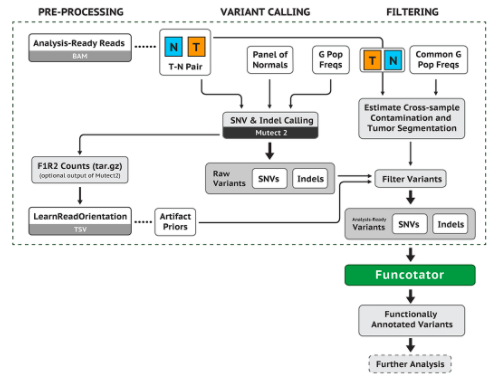 PRE-PROCESSING
VARIANT CALLING
FILTERING
Analysis-Ready Reads
BAM
N T
T-N Pair
Panel of
Normals
G Pop
Freqs
T N
Common G
Pop Freqs
SNV & Indel Calling
Mutect 2
Estimate Cross-sample
Contamination and
Tumor Segmentation
F1R2 Counts (tar.gz)
(optional output of Mutect2)
Raw
Variants
SNVs
Indels
Filter Variants
LearnReadOrientation
TSV
Artifact
Priors
Analysis-Ready
Variants
SNVs
Indels
Funcotator
Functionally
Annotated Variants
Further Analysis